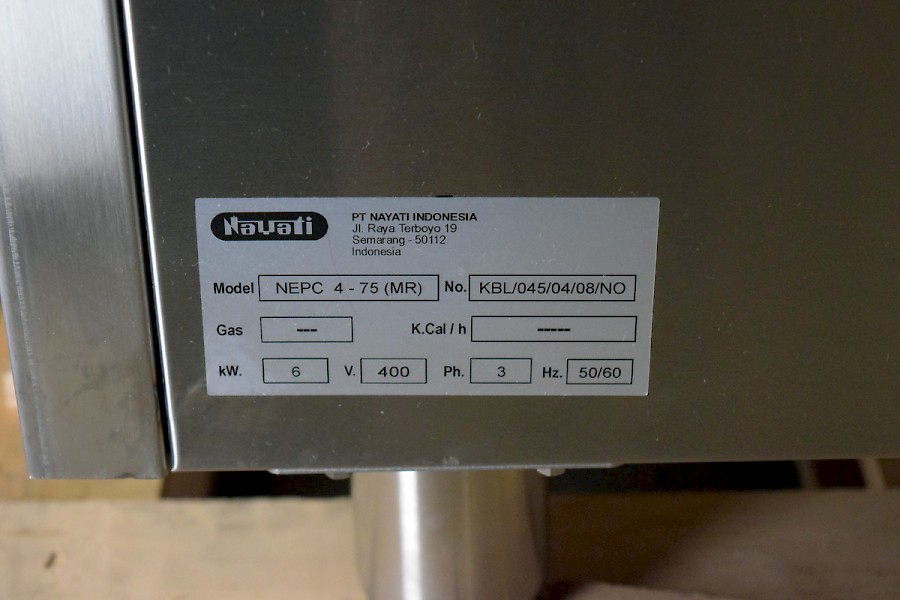 Nayati
PT NAYATI INDONESIA
Jl. Raya Terboyo 19
Semarang - 50112
Indonesia
Model NEPC 4 - 75 (MR) No. KBL/045/04/08/NO
Gas --- K.Cal / h -----
kW. 6 V. 400 Ph. 3 Hz. 50/60